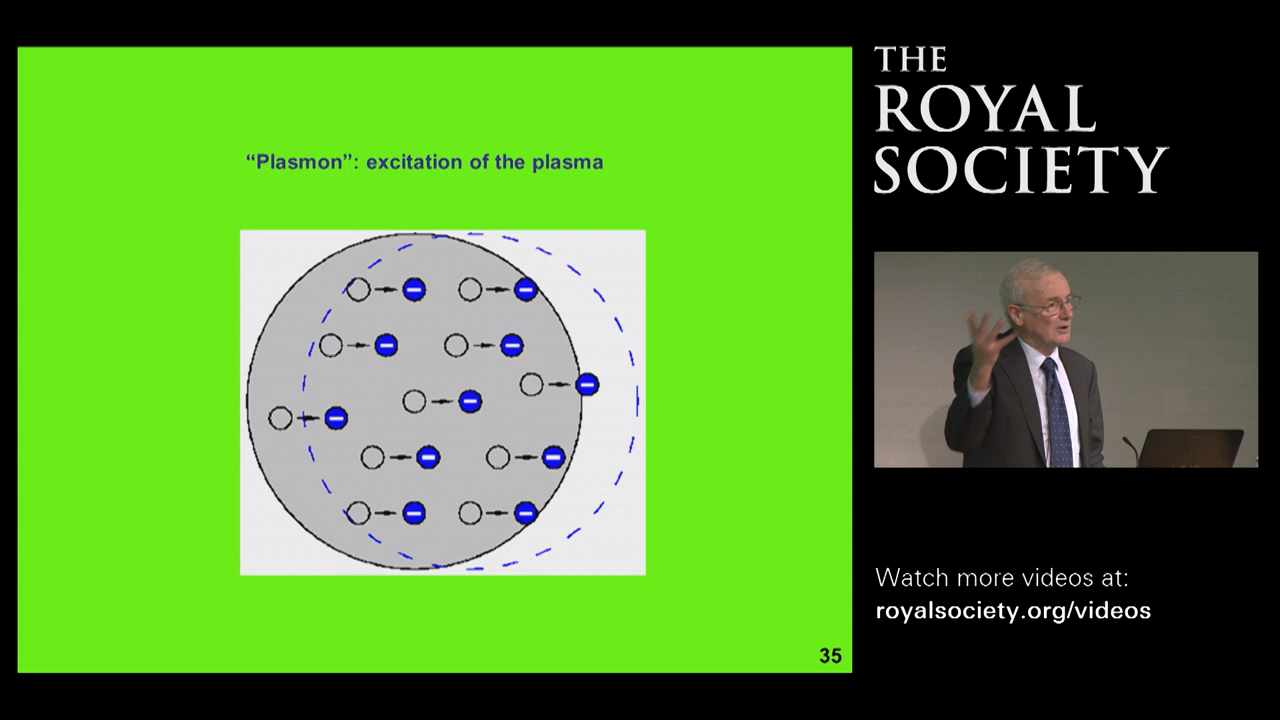 “Plasmon”: excitation of the plasma
35
THE
ROYAL
SOCIETY
Watch more videos at:
royalsociety.org/videos